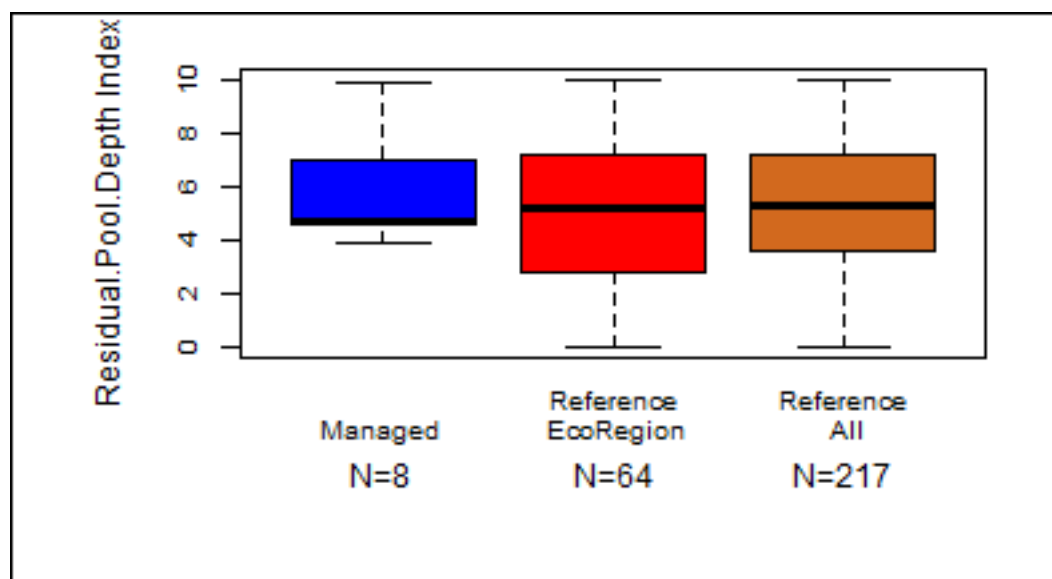 Residual.Pool.Depth Index
10
8
6
4
2
0
Managed
Reference
EcoRegion
Reference
All
N=8
N=64
N=217